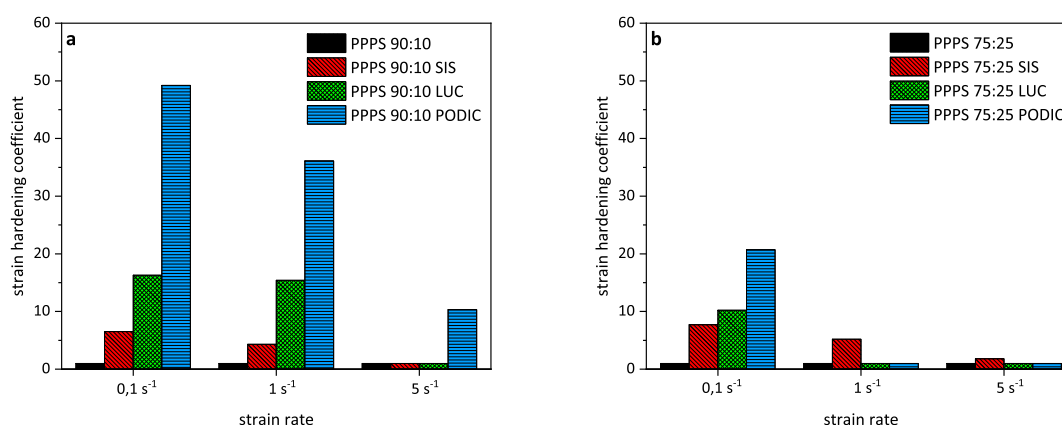 a
PPPS 90:10
PPPS 90:10 SIS
PPPS 90:10 LUC
PPPS 90:10 PODIC
60
50
40
30
20
10
0
strain hardening coefficient
0,1 s-1
1 s-1
5 s-1
strain rate
b
PPPS 75:25
PPPS 75:25 SIS
PPPS 75:25 LUC
PPPS 75:25 PODIC
60
50
40
30
20
10
0
strain hardening coefficient
0,1 s-1
1 s-1
5 s-1
strain rate